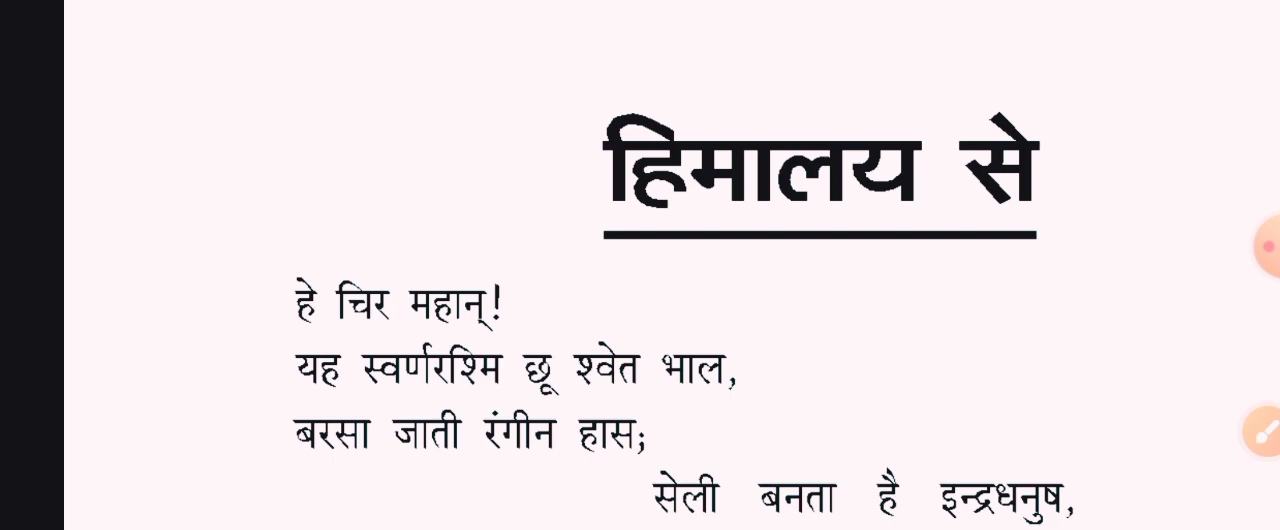 हिमालय से
हे चिर महान्!
यह स्वर्णरश्मि छू श्वेत भाल,
बरसा जाती रंगीन हास;
सेली बनता है इन्द्रधनुष,